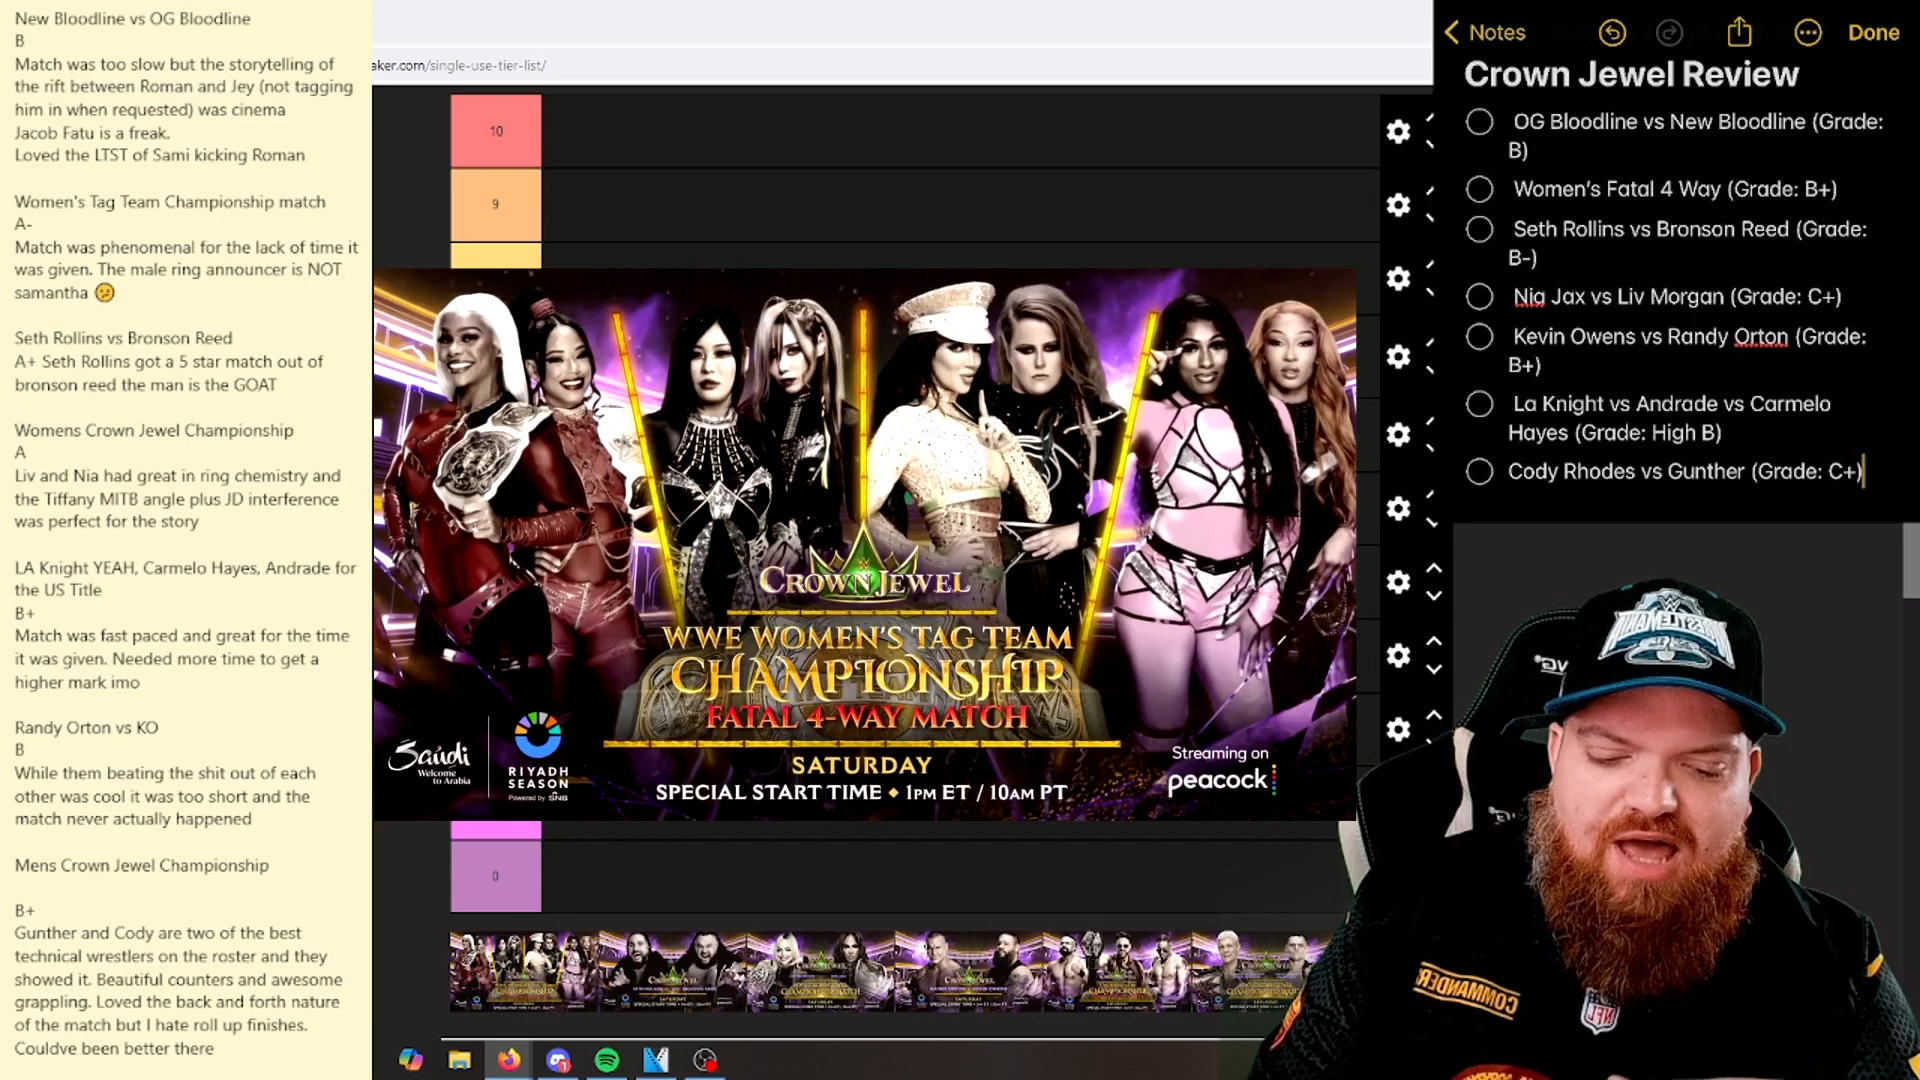 New Bloodline vs OG Bloodline
B
Match was too slow but the storytelling of
the rift between Roman and Jey (not tagging
him in when requested) was cinema
Jacob Fatu is a freak.
Loved the LTST of Sami kicking Roman
Women's Tag Team Championship match
A-
Match was phenomenal for the lack of time it
was given. The male ring announcer is NOT
samantha 😕
Seth Rollins vs Bronson Reed
A+ Seth Rollins got a 5 star match out of
bronson reed the man is the GOAT
Womens Crown Jewel Championship
A
Liv and Nia had great in ring chemistry and
the Tiffany MITB angle plus JD interference
was perfect for the story
LA Knight YEAH, Carmelo Hayes, Andrade for
the US Title
B+
Match was fast paced and great for the time
it was given. Needed more time to get a
higher mark imo
Randy Orton vs KO
B
While them beating the shit out of each
other was cool it was too short and the
match never actually happened
Mens Crown Jewel Championship
B+
Gunther and Cody are two of the best
technical wrestlers on the roster and they
showed it. Beautiful counters and awesome
grappling. Loved the back and forth nature
of the match but I hate roll up finishes.
Couldve been better there
aker.com/single-use-tier-list/
10
9
CROWN JEWEL
WWE WOMEN'S TAG TEAM
CHAMPIONSHIP
FATAL 4-WAY MATCH
SATURDAY
SPECIAL START TIME ◆ 1PM ET / 10AM PT
Saudi
Welcome to Arabia
RIYADH
SEASON
Powered by SNB
Streaming on
peacock
0
Notes
Done
Crown Jewel Review
OG Bloodline vs New Bloodline (Grade:
B)
Women's Fatal 4 Way (Grade: B+)
Seth Rollins vs Bronson Reed (Grade:
B-)
Nia Jax vs Liv Morgan (Grade: C+)
Kevin Owens vs Randy Orton (Grade:
B+)
La Knight vs Andrade vs Carmelo
Hayes (Grade: High B)
Cody Rhodes vs Gunther (Grade: C+)
WRESTLEMANIA
COMMANDER
NFL